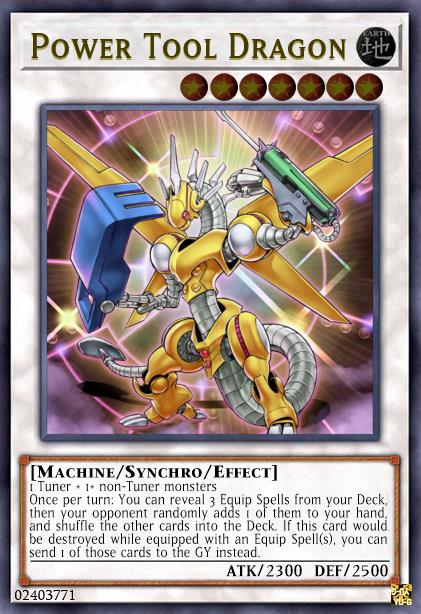 POWER TOOL DRAGON
EARTH
地
[MACHINE/SYNCHRO/EFFECT]
1 Tuner + 1+ non-Tuner monsters
Once per turn: You can reveal 3 Equip Spells from your Deck,
then your opponent randomly adds 1 of them to your hand,
and shuffle the other cards into the Deck. If this card would
be destroyed while equipped with an Equip Spell(s), you can
send 1 of those cards to the GY instead.
ATK/2300 DEF/2500
02403771